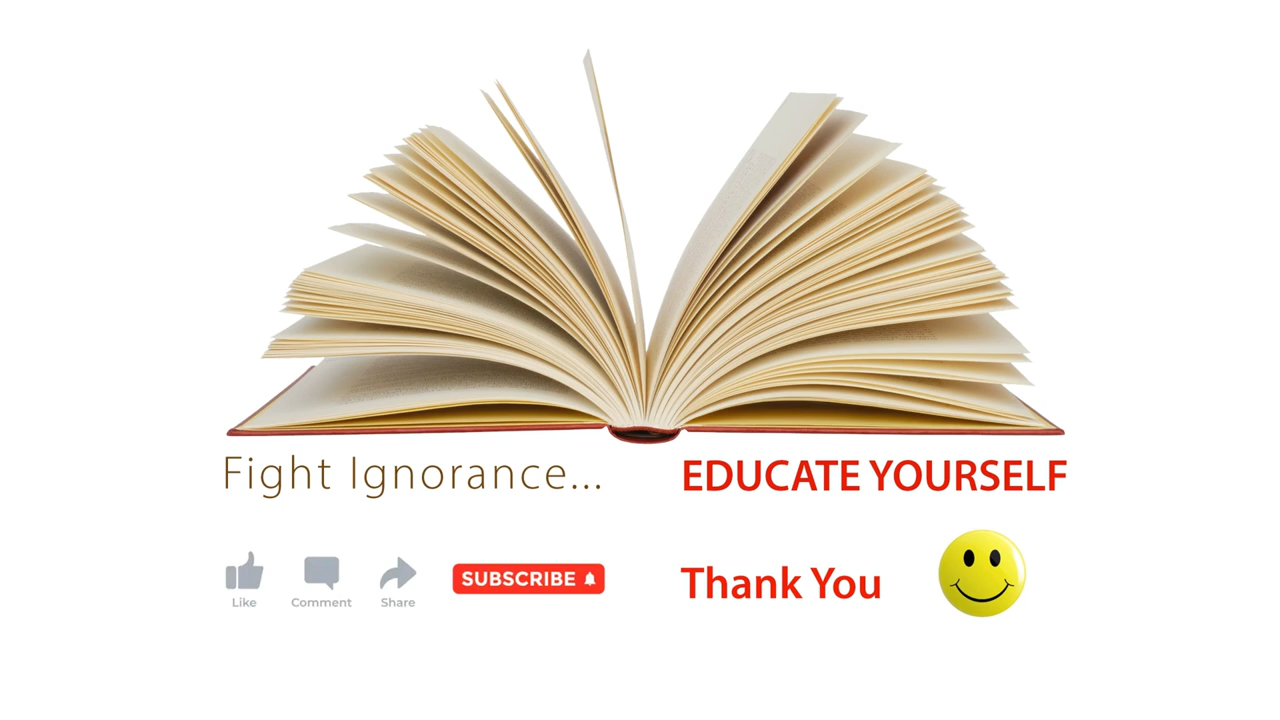 Fight Ignorance...
EDUCATE YOURSELF
Like
Comment
Share
SUBSCRIBE
Thank You